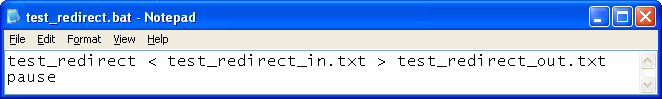 test_redirect.bat - Notepad
File Edit Format View Help
test_redirect < test_redirect_in.txt > test_redirect_out.txt
pause